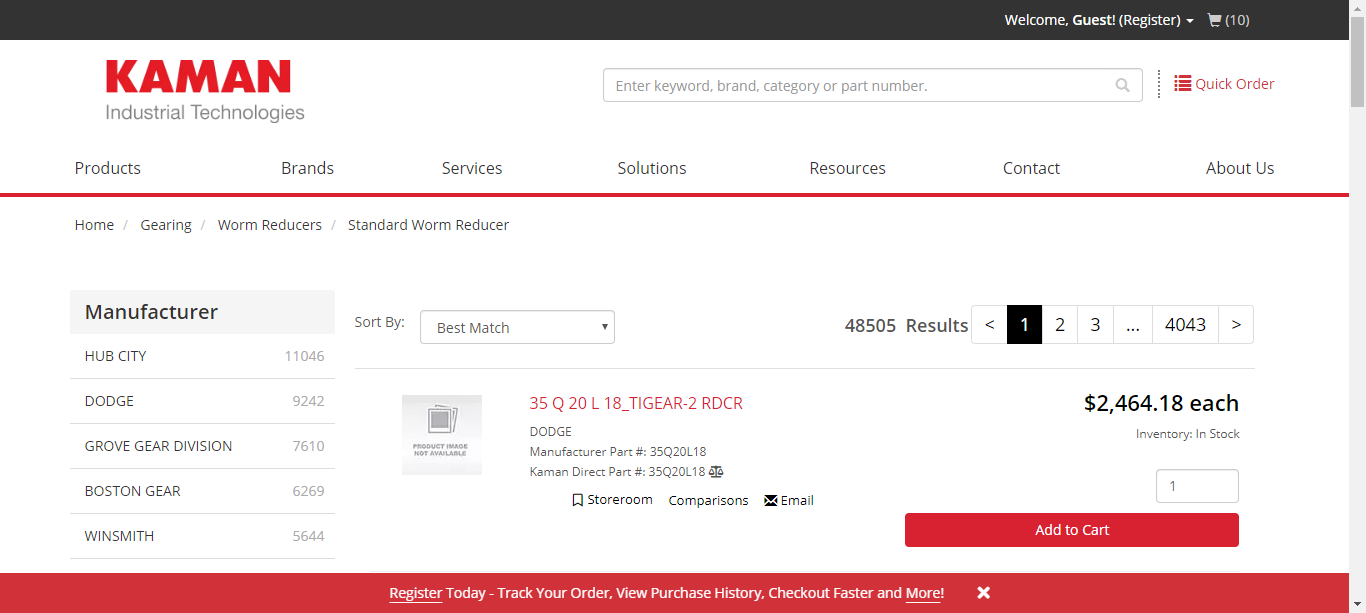 Welcome, Guest! (Register) (10)
KAMAN
Industrial Technologies
Enter keyword, brand, category or part number.
Quick Order
Products Brands Services Solutions Resources Contact About Us
Home / Gearing / Worm Reducers / Standard Worm Reducer
Manufacturer
HUB CITY 11046
DODGE 9242
GROVE GEAR DIVISION 7610
BOSTON GEAR 6269
WINSMITH 5644
Sort By: Best Match
48505 Results < 1 2 3 ... 4043 >
PRODUCT IMAGE
NOT AVAILABLE
35 Q 20 L 18_TIGEAR-2 RDCR
DODGE
Manufacturer Part #: 35Q20L18
Kaman Direct Part #: 35Q20L18
Storeroom Comparisons Email
$2,464.18 each
Inventory: In Stock
1
Add to Cart
Register Today - Track Your Order, View Purchase History, Checkout Faster and More!